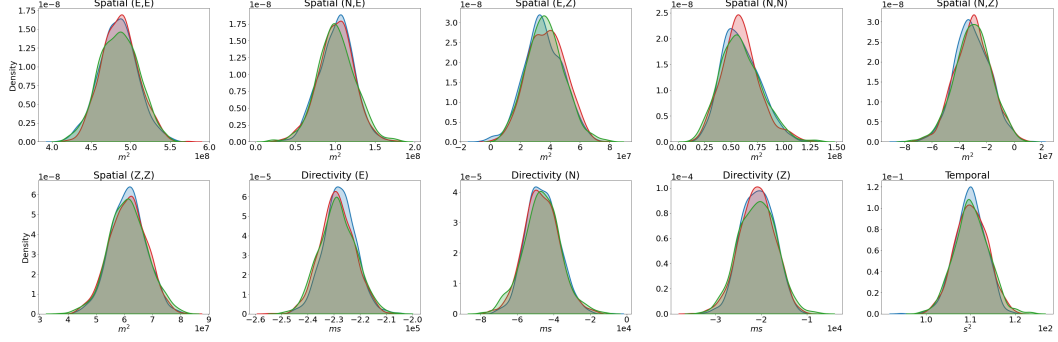 Spatial (E,E)
1e−8
1.75
1.50
1.25
1.00
0.75
0.50
0.25
0.00
Density
4.0 4.5 5.0 5.5 6.0
m²
1e8
Spatial (N,E)
1e−8
1.75
1.50
1.25
1.00
0.75
0.50
0.25
0.00
0.0 0.5 1.0 1.5 2.0
m²
1e8
Spatial (E,Z)
1e−8
3.0
2.5
2.0
1.5
1.0
0.5
0.0
−2 0 2 4 6 8
m²
1e7
Spatial (N,N)
1e−8
2.5
2.0
1.5
1.0
0.5
0.0
0.00 0.25 0.50 0.75 1.00 1.25 1.50
m²
1e8
Spatial (N,Z)
1e−8
3.0
2.5
2.0
1.5
1.0
0.5
0.0
−8 −6 −4 −2 0 2
m²
1e7
Spatial (Z,Z)
1e−8
6
5
4
3
2
1
0
Density
3 4 5 6 7 8 9
m²
1e7
Directivity (E)
1e−5
6
5
4
3
2
1
0
−2.6 −2.5 −2.4 −2.3 −2.2 −2.1 −2.0
ms
1e5
Directivity (N)
1e−5
4
3
2
1
0
−8 −6 −4 −2 0
ms
1e4
Directivity (Z)
1e−4
1.0
0.8
0.6
0.4
0.2
0.0
−3 −2 −1
ms
1e4
Temporal
1e−1
1.2
1.0
0.8
0.6
0.4
0.2
0.0
1.0 1.1 1.2
s²
1e2